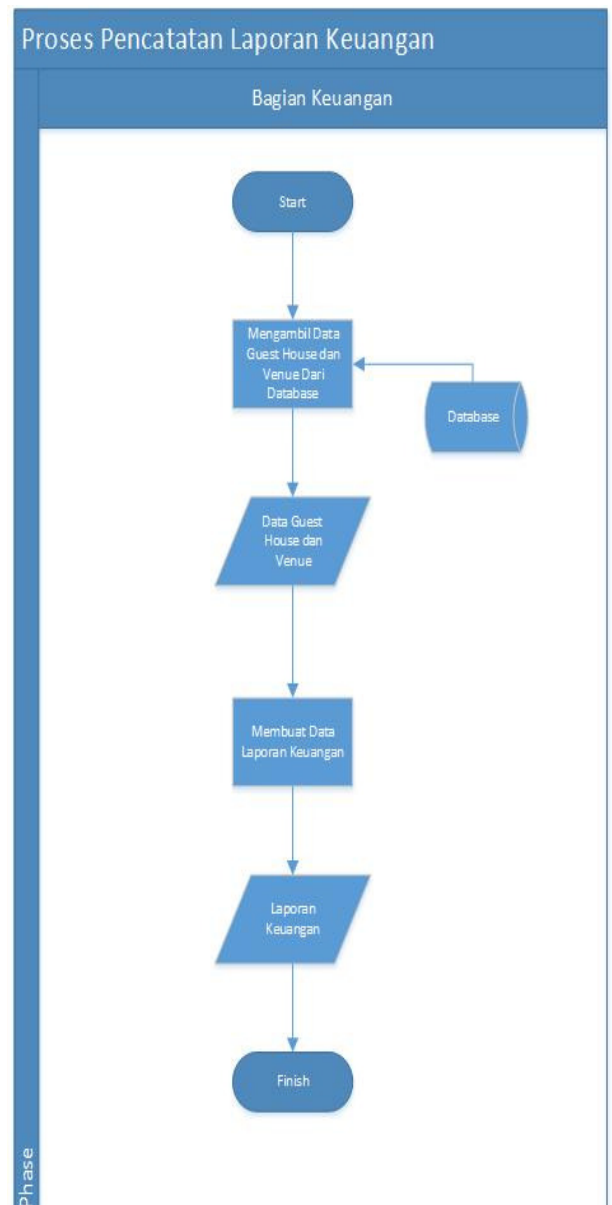 Proses Pencatatan Laporan Keuangan
Bagian Keuangan
Start
Mengambil Data
Guest House dan
Venue Dari
Database
Database
Data Guest
House dan
Venue
Membuat Data
Laporan Keuangan
Laporan
Keuangan
Finish
Phase